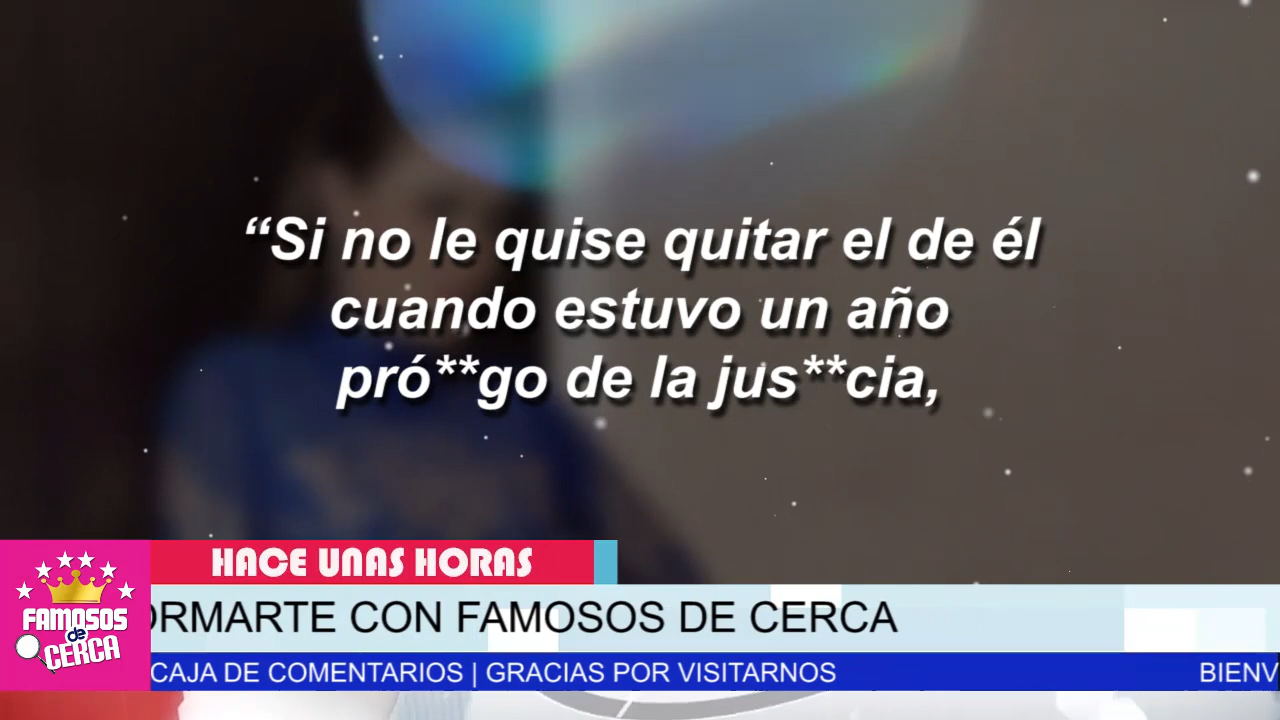 “Si no le quise quitar el de él
cuando estuvo un año
pró**go de la jus**cia,
HACE UNAS HORAS
ORMARTE CON FAMOSOS DE CERCA
FAMOSOS
de
CERCA
CAJA DE COMENTARIOS | GRACIAS POR VISITARNOS
BIENV